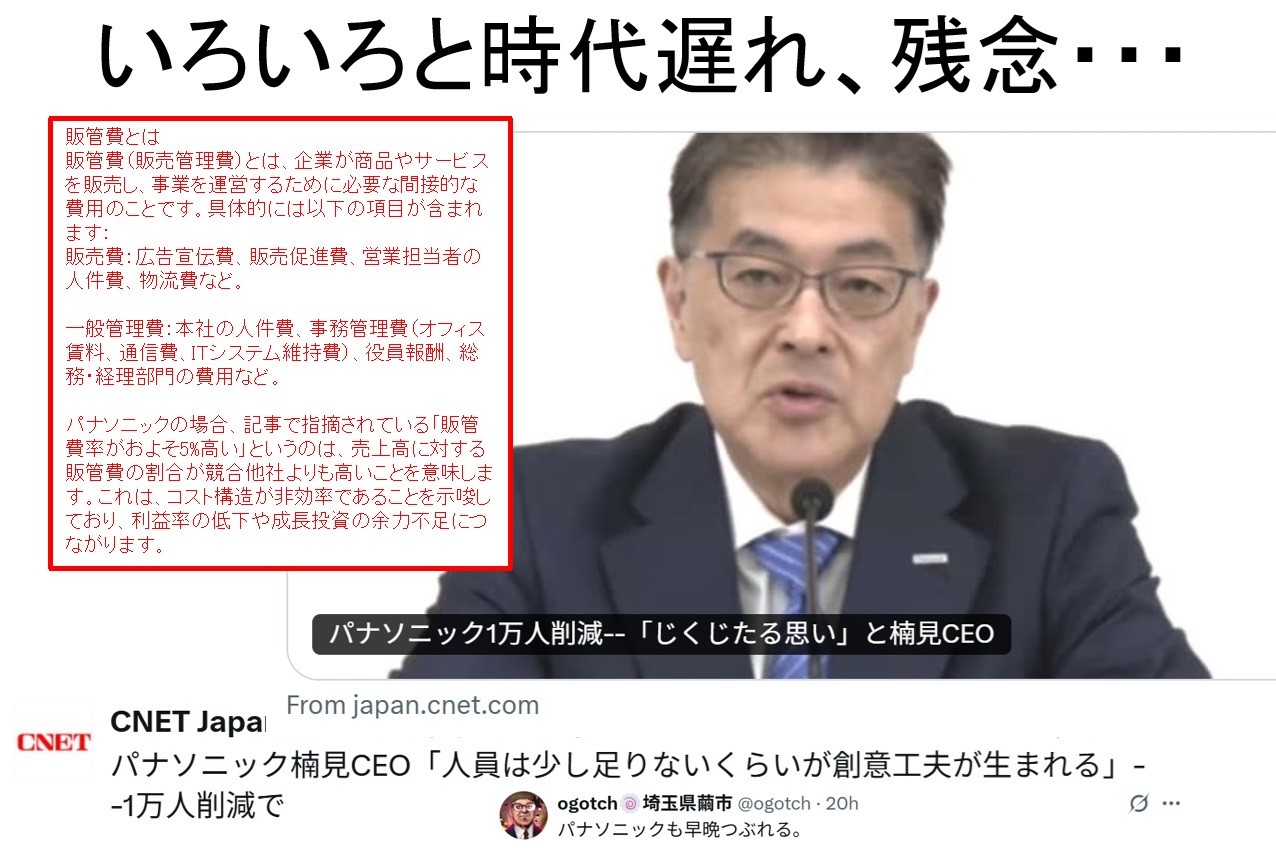 いろいろと時代遅れ、残念・・・
販管費とは
販管費（販売管理費）とは、企業が商品やサービス
を販売し、事業を運営するために必要な間接的な
費用のことです。具体的には以下の項目が含まれ
ます：
販売費：広告宣伝費、販売促進費、営業担当者の
人件費、物流費など。
一般管理費：本社の人件費、事務管理費（オフィス
賃料、通信費、ITシステム維持費）、役員報酬、総
務・経理部門の費用など。
パナソニックの場合、記事で指摘されている「販管
費率がおよそ5%高い」というのは、売上高に対する
販管費の割合が競合他社よりも高いことを意味しま
す。これは、コスト構造が非効率であることを示唆し
ており、利益率の低下や成長投資の余力不足につ
ながります。
パナソニック1万人削減--「じくじたる思い」と楠見CEO
From japan.cnet.com
CNET
CNET Japa
パナソニック楠見CEO「人員は少し足りないくらいが創意工夫が生まれる」-
-1万人削減で
ogotch🍥埼玉県繭市 @ogotch · 20h
パナソニックも早晩つぶれる。